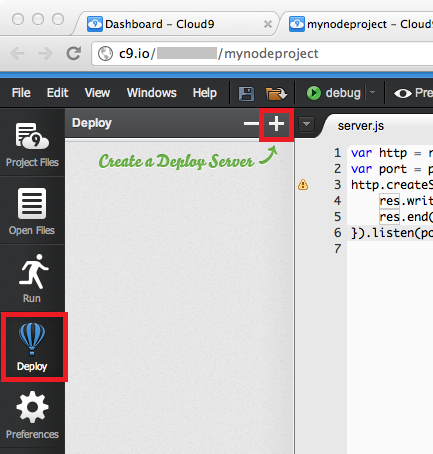 Dashboard – Cloud9
mynodeproject – Cloud9
c9.io/ /mynodeproject
File Edit View Windows Help debug Pre
Deploy
server.js
Create a Deploy Server
Project Files
Open Files
Run
Deploy
Preferences
1 var http = r
2 var port = p
3 http.createS
4 res.writ
5 res.end(
6 }).listen(po
7